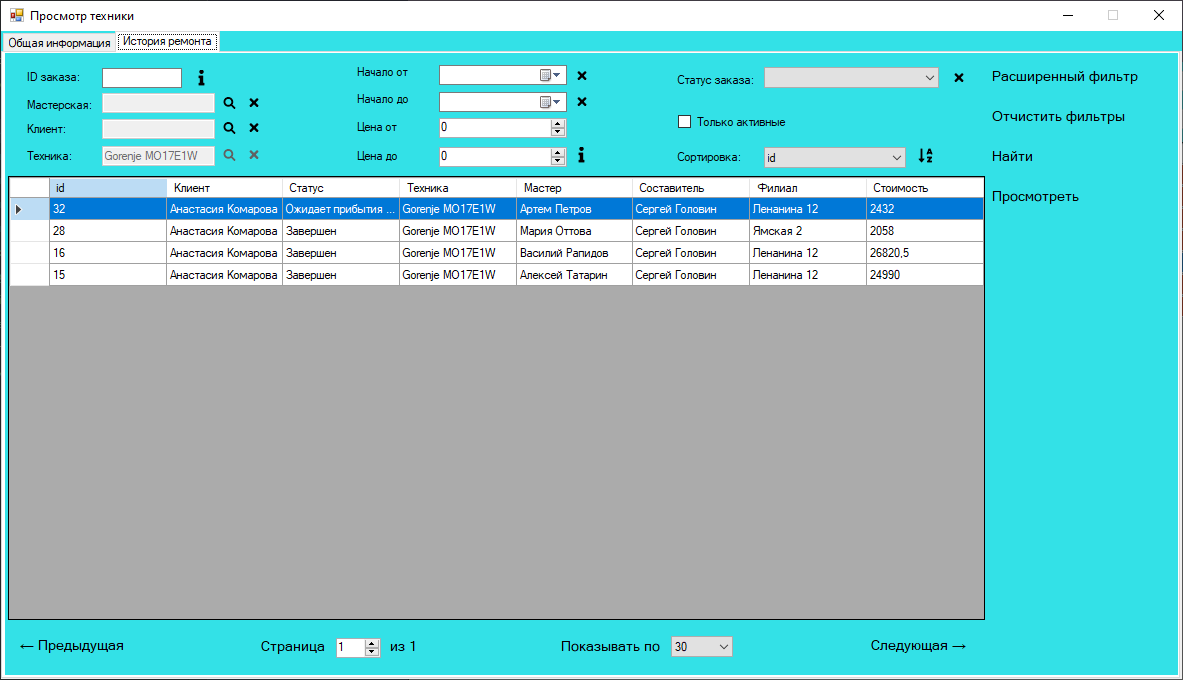 Просмотр техники
Общая информация История ремонта
ID заказа: Начало от Статус заказа: Расширенный фильтр
Мастерская: Начало до
Клиент: Цена от 0 Только активные Отчистить фильтры
Техника: Gorenje MO17E1W Цена до 0 Сортировка: id Найти
Просмотреть
id Клиент Статус Техника Мастер Составитель Филиал Стоимость
32 Анастасия Комарова Ожидает прибытия ... Gorenje MO17E1W Артем Петров Сергей Головин Ленанина 12 2432
28 Анастасия Комарова Завершен Gorenje MO17E1W Мария Оттова Сергей Головин Ямская 2 2058
16 Анастасия Комарова Завершен Gorenje MO17E1W Василий Рапидов Сергей Головин Ленанина 12 26820,5
15 Анастасия Комарова Завершен Gorenje MO17E1W Алексей Татарин Сергей Головин Ленанина 12 24990
← Предыдущая Страница 1 из 1 Показывать по 30 Следующая →